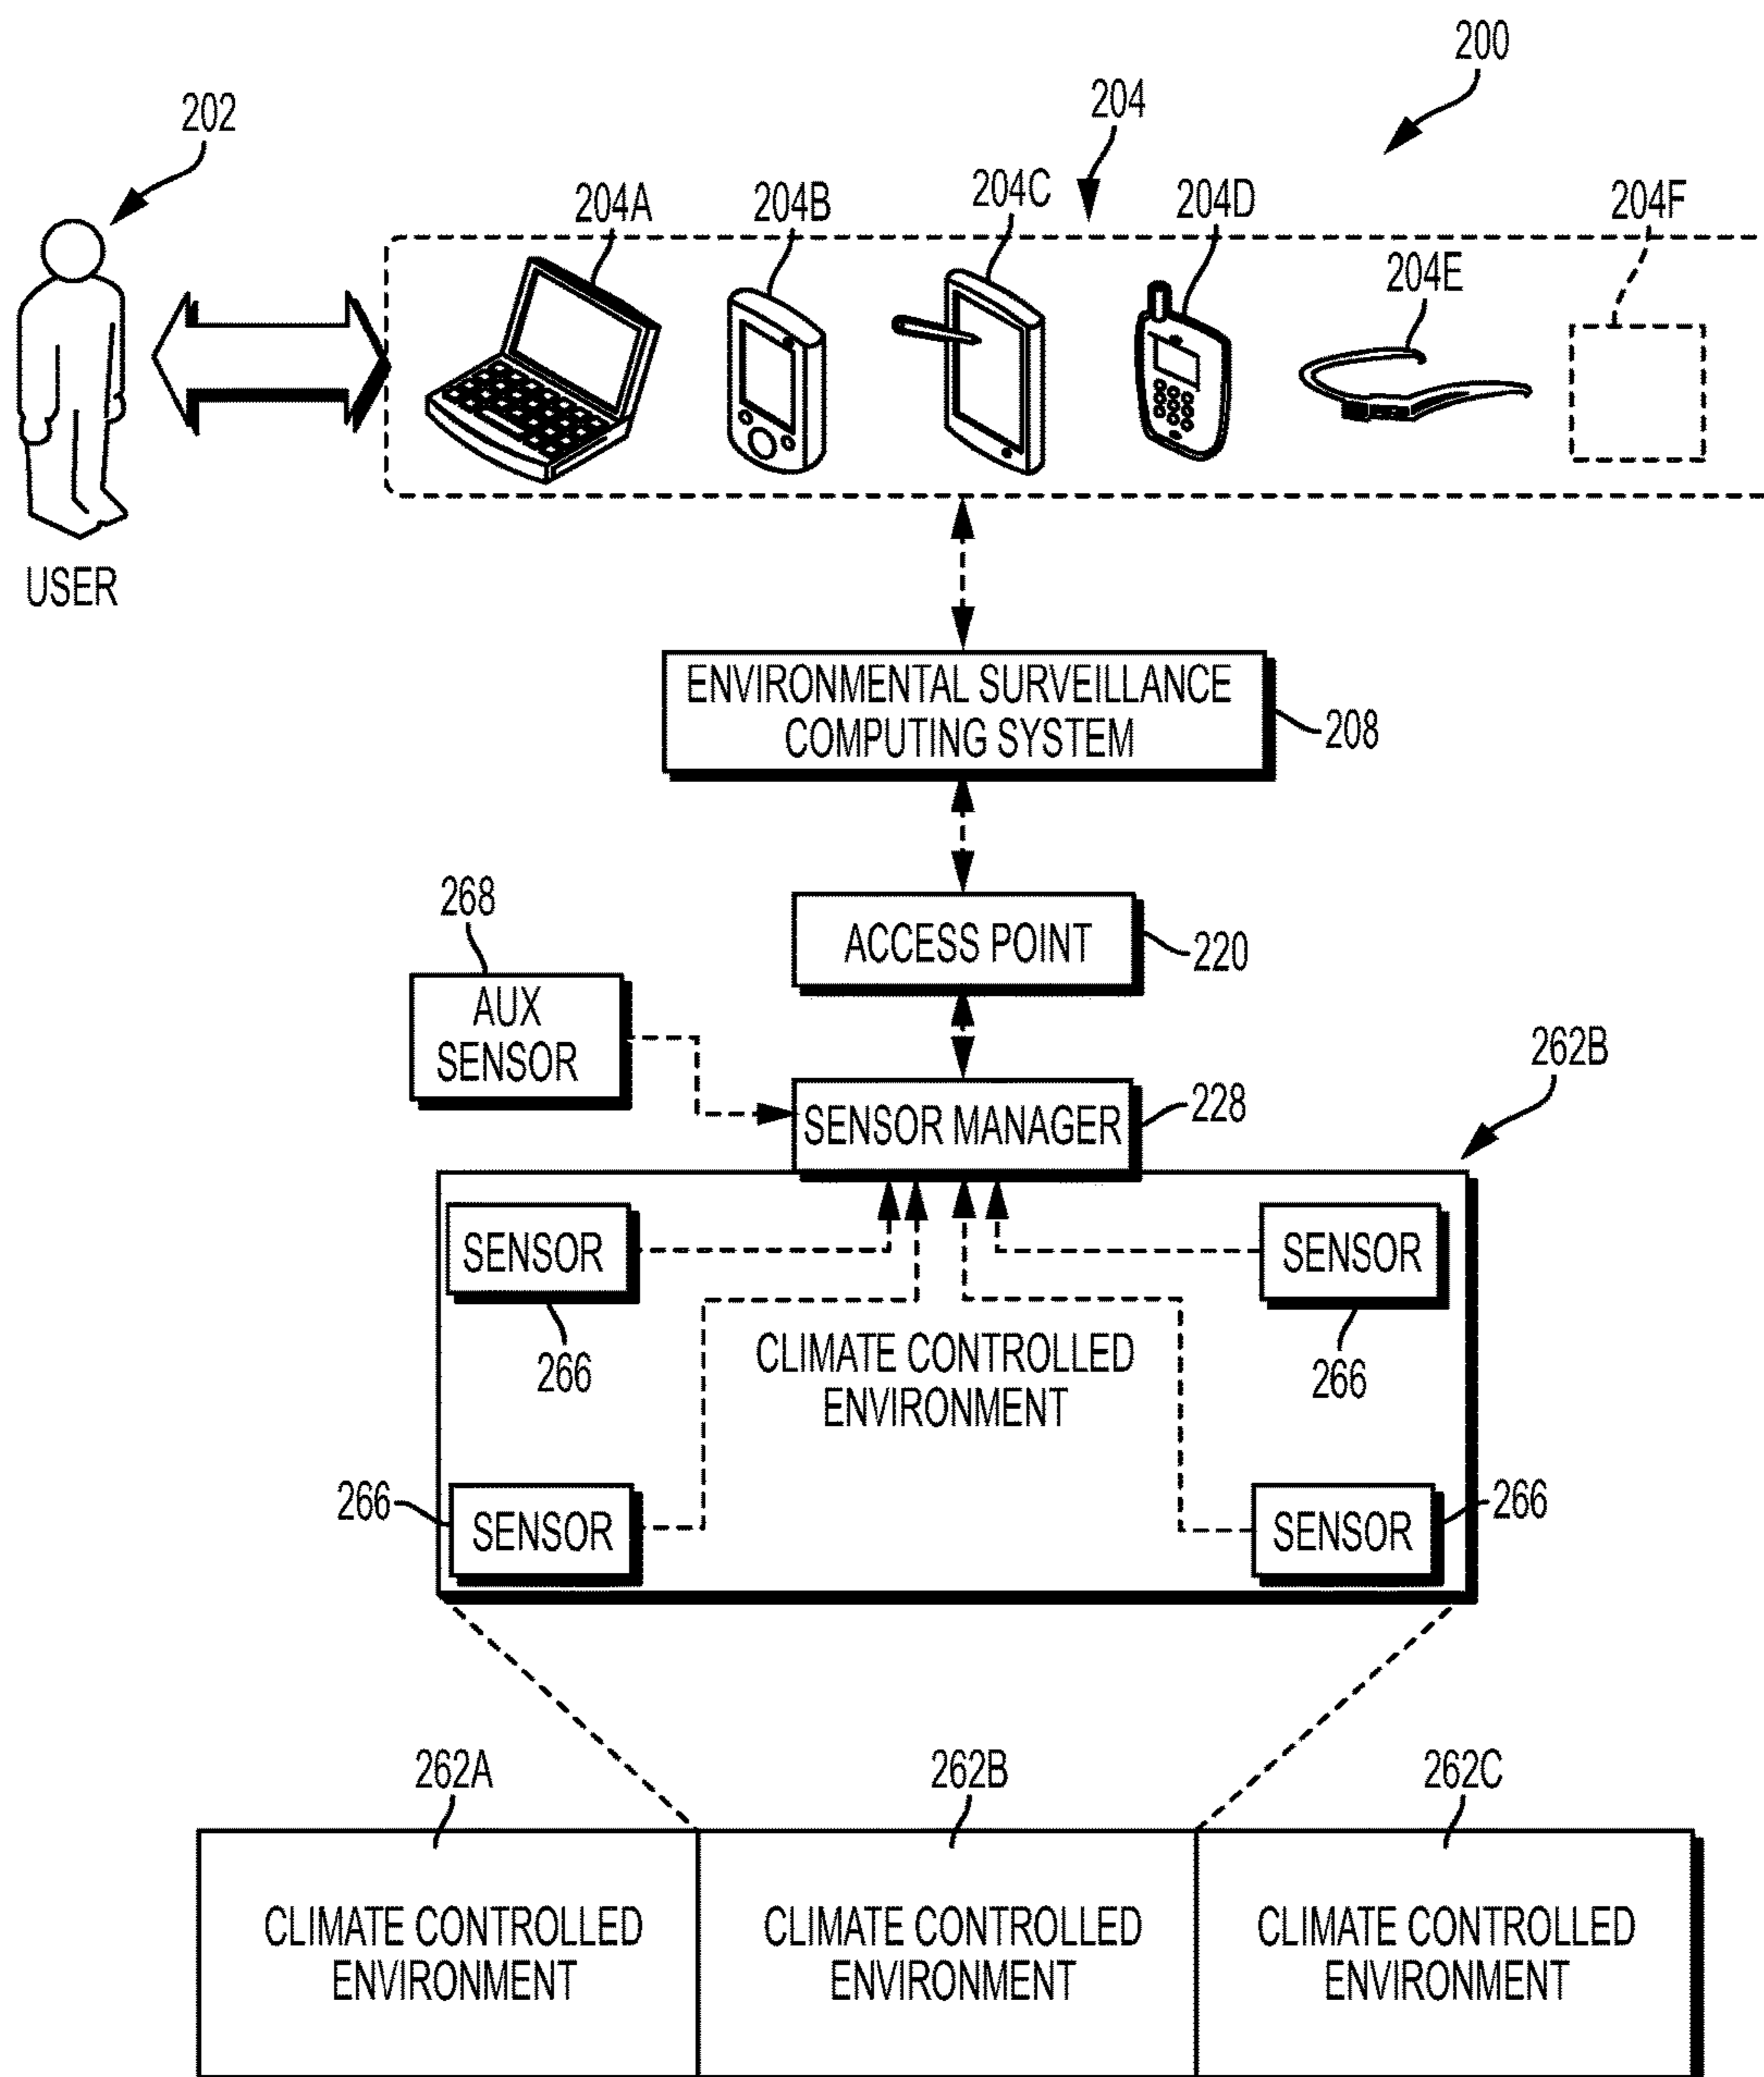 200
202
204
204A
204B
204C
204D
204E
204F
USER
ENVIRONMENTAL SURVEILLANCE
COMPUTING SYSTEM
208
ACCESS POINT
220
268
AUX
SENSOR
SENSOR MANAGER
228
262B
SENSOR
266
SENSOR
266
CLIMATE CONTROLLED
ENVIRONMENT
266
SENSOR
SENSOR
266
262A
262B
262C
CLIMATE CONTROLLED
ENVIRONMENT
CLIMATE CONTROLLED
ENVIRONMENT
CLIMATE CONTROLLED
ENVIRONMENT